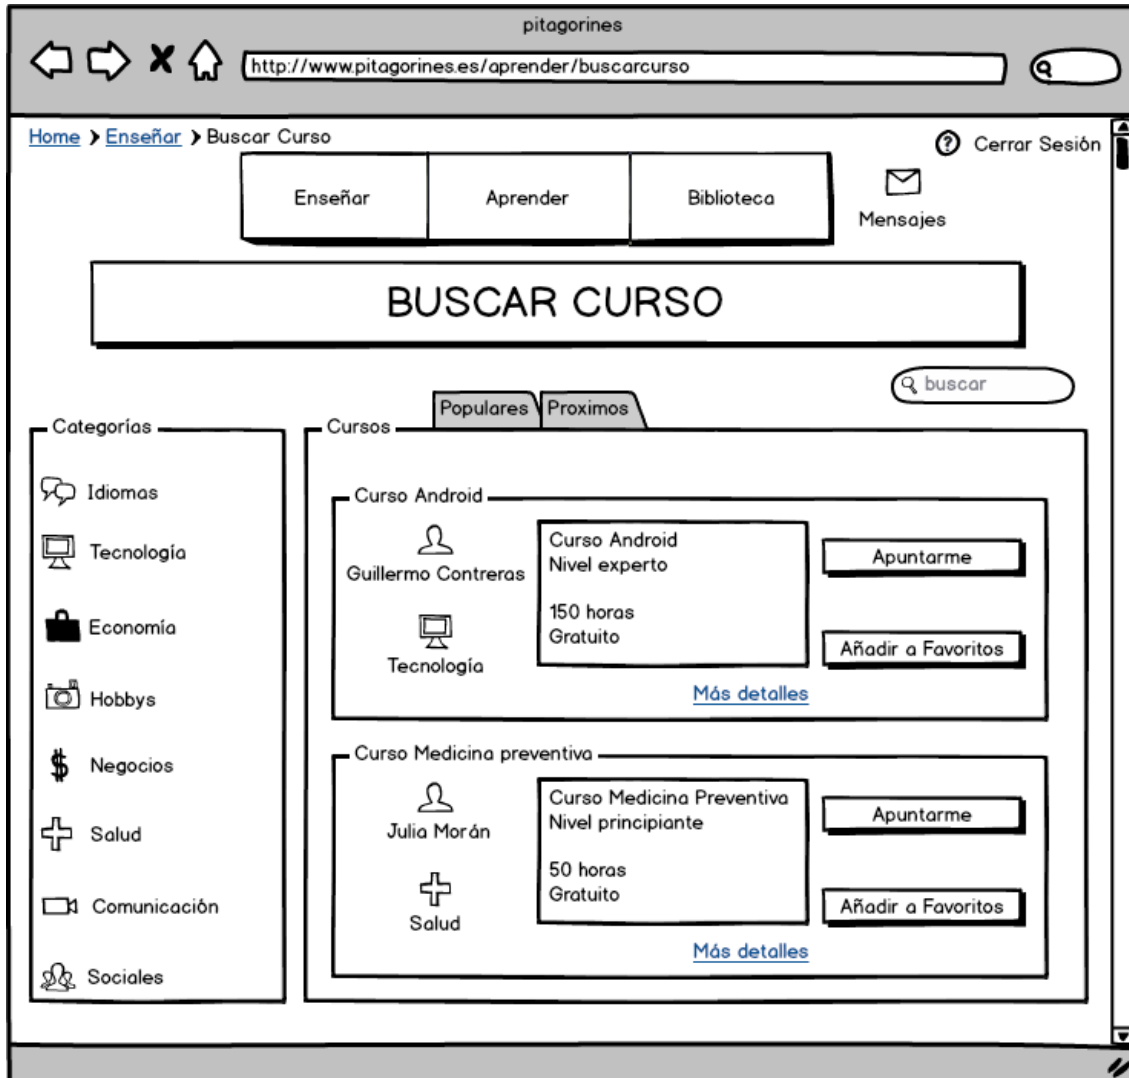 pitagorines
http://www.pitagorines.es/aprender/buscarcurso
Home > Enseñar > Buscar Curso
? Cerrar Sesión
Enseñar Aprender Biblioteca
Mensajes
BUSCAR CURSO
buscar
Populares Proximos
Categorías
Idiomas
Tecnología
Economía
Hobbys
$ Negocios
Salud
Comunicación
Sociales
Cursos
Curso Android
Guillermo Contreras
Tecnología
Curso Android
Nivel experto
150 horas
Gratuito
Apuntarme
Añadir a Favoritos
Más detalles
Curso Medicina preventiva
Julia Morán
Salud
Curso Medicina Preventiva
Nivel principiante
50 horas
Gratuito
Apuntarme
Añadir a Favoritos
Más detalles